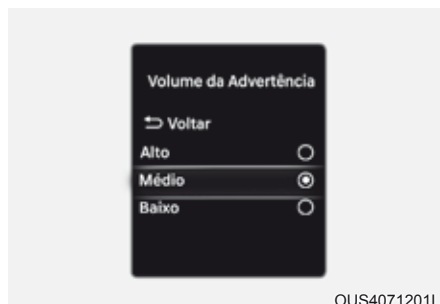 Volume da Advertência
Voltar
Alto
Médio
Baixo
OUS4071201L